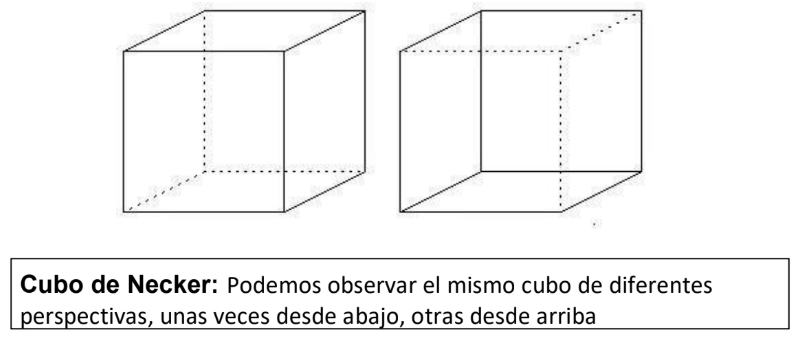 Cubo de Necker: Podemos observar el mismo cubo de diferentes
perspectivas, unas veces desde abajo, otras desde arriba